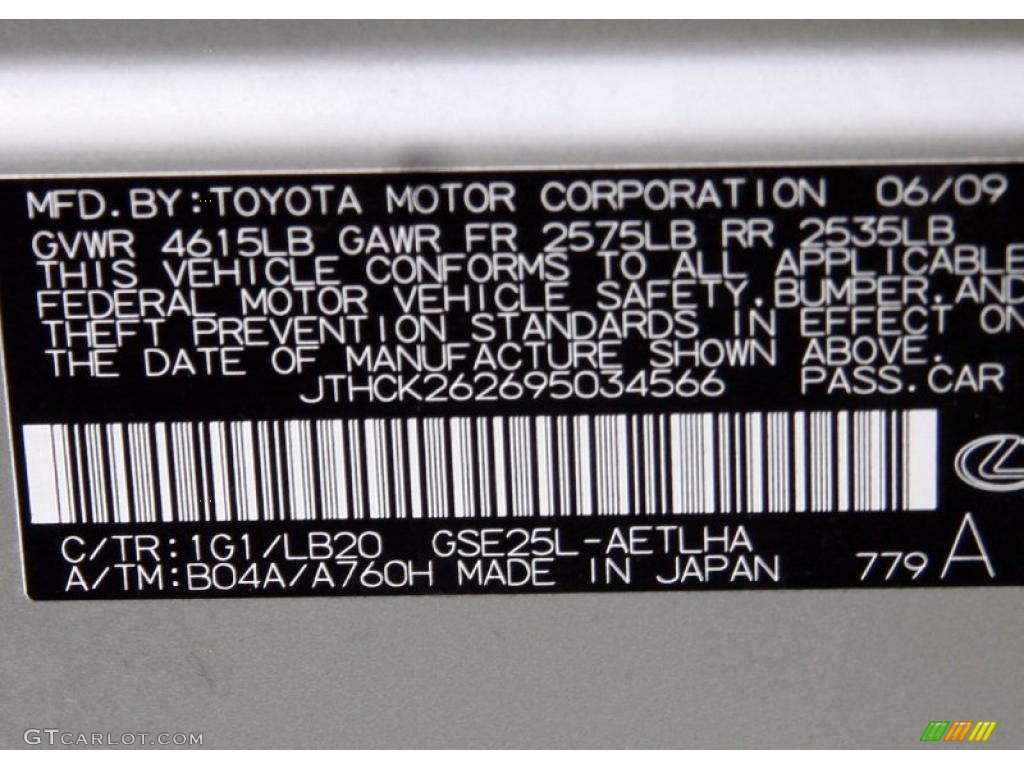 MFD.BY:TOYOTA MOTOR CORPORATION 06/09
GVWR 4615LB GAWR FR 2575LB RR 2535LB
THIS VEHICLE CONFORMS TO ALL APPLICABLE
FEDERAL MOTOR VEHICLE SAFETY,BUMPER,AND
THEFT PREVENTION STANDARDS IN EFFECT ON
THE DATE OF MANUFACTURE SHOWN ABOVE.
JTHCK262695034566 PASS.CAR
C/TR:1G1/LB20 GSE25L-AETLHA
A/TM:B04A/A760H MADE IN JAPAN 779 A
GTCARLOT.COM